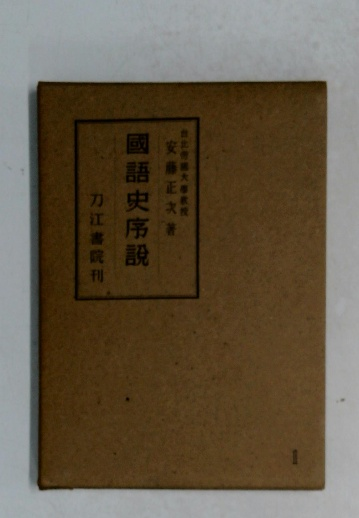 台北帝國大學教授
安藤正次著
國語史序説
刀江書院刊